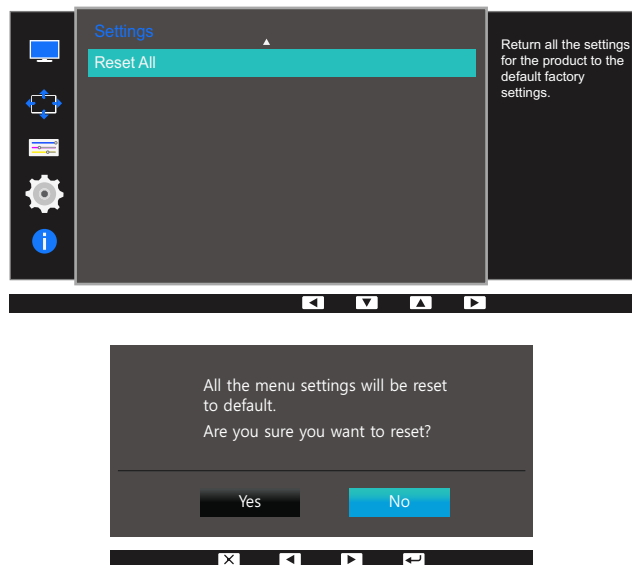 Settings
Reset All
Return all the settings
for the product to the
default factory
settings.
All the menu settings will be reset
to default.
Are you sure you want to reset?
Yes
No